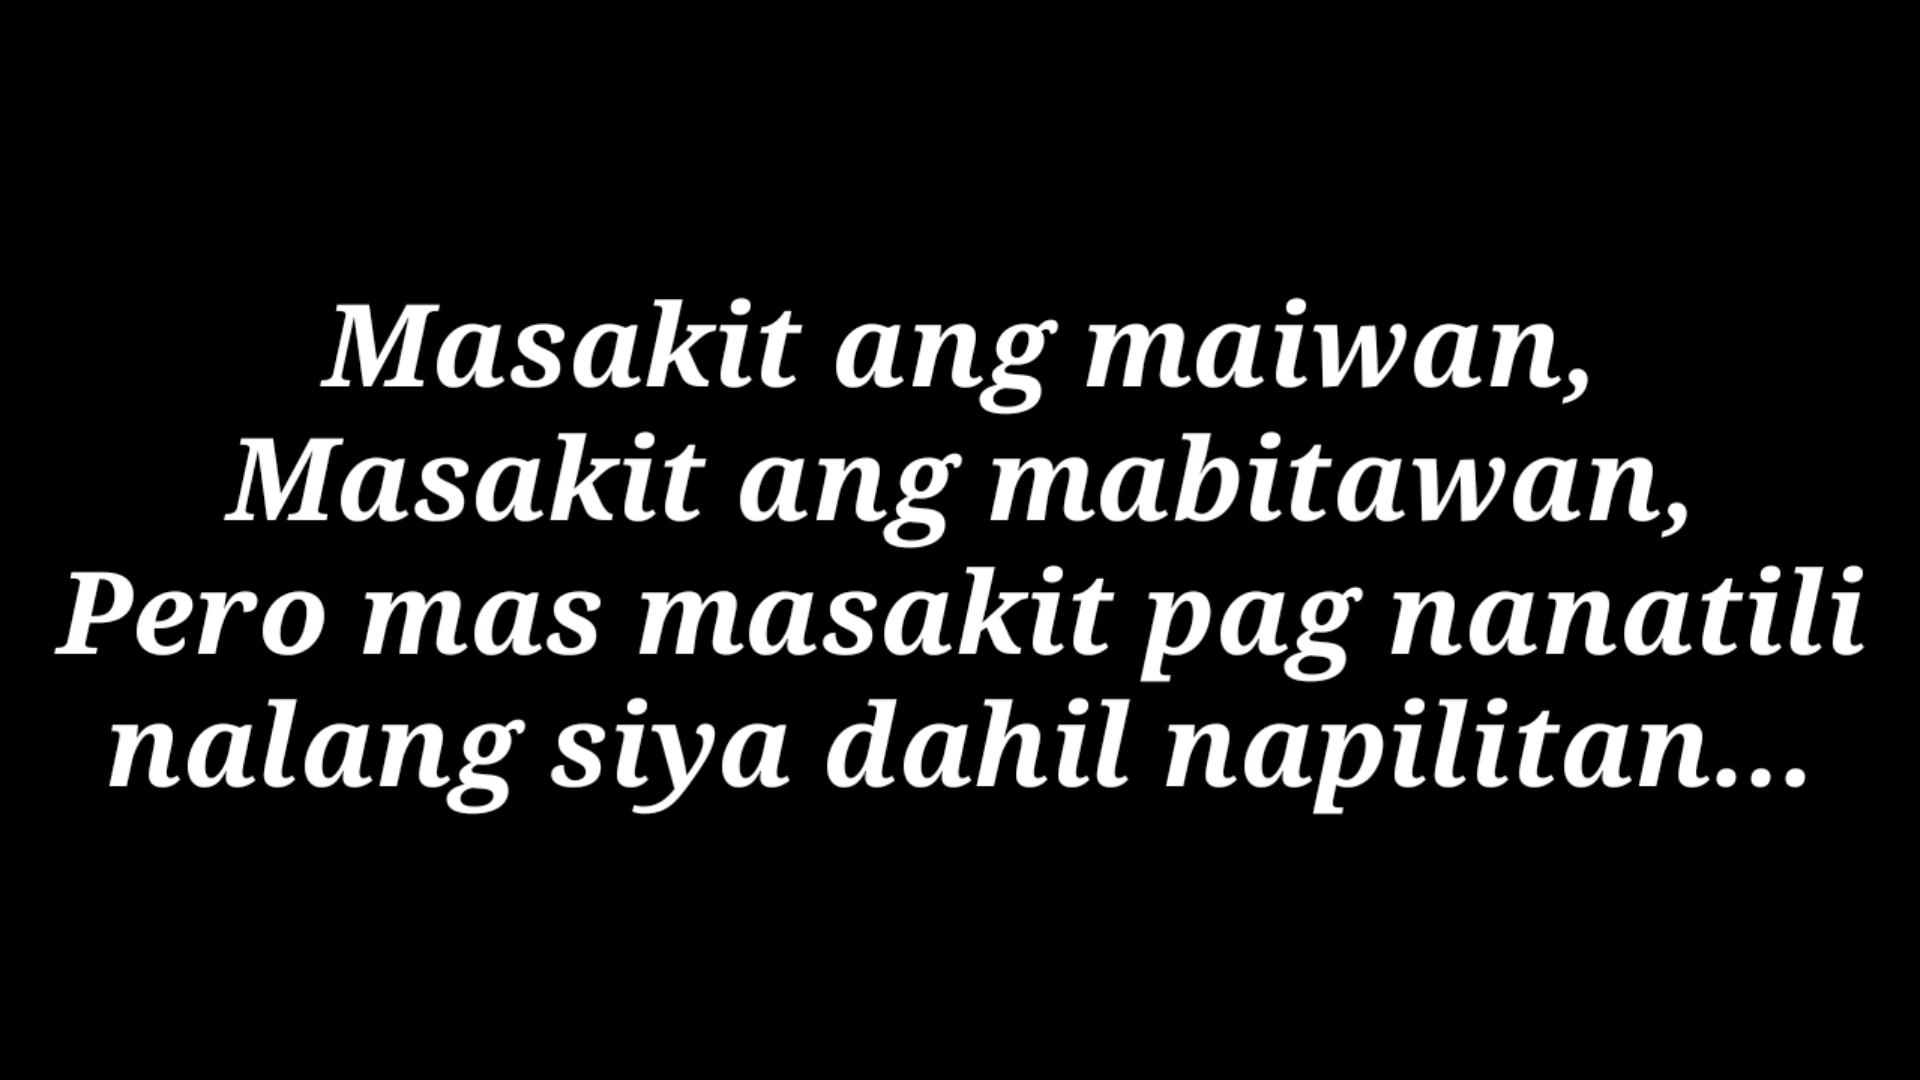 Masakit ang maiwan,
Masakit ang mabitawan,
Pero mas masakit pag nanatili
nalang siya dahil napilitan...